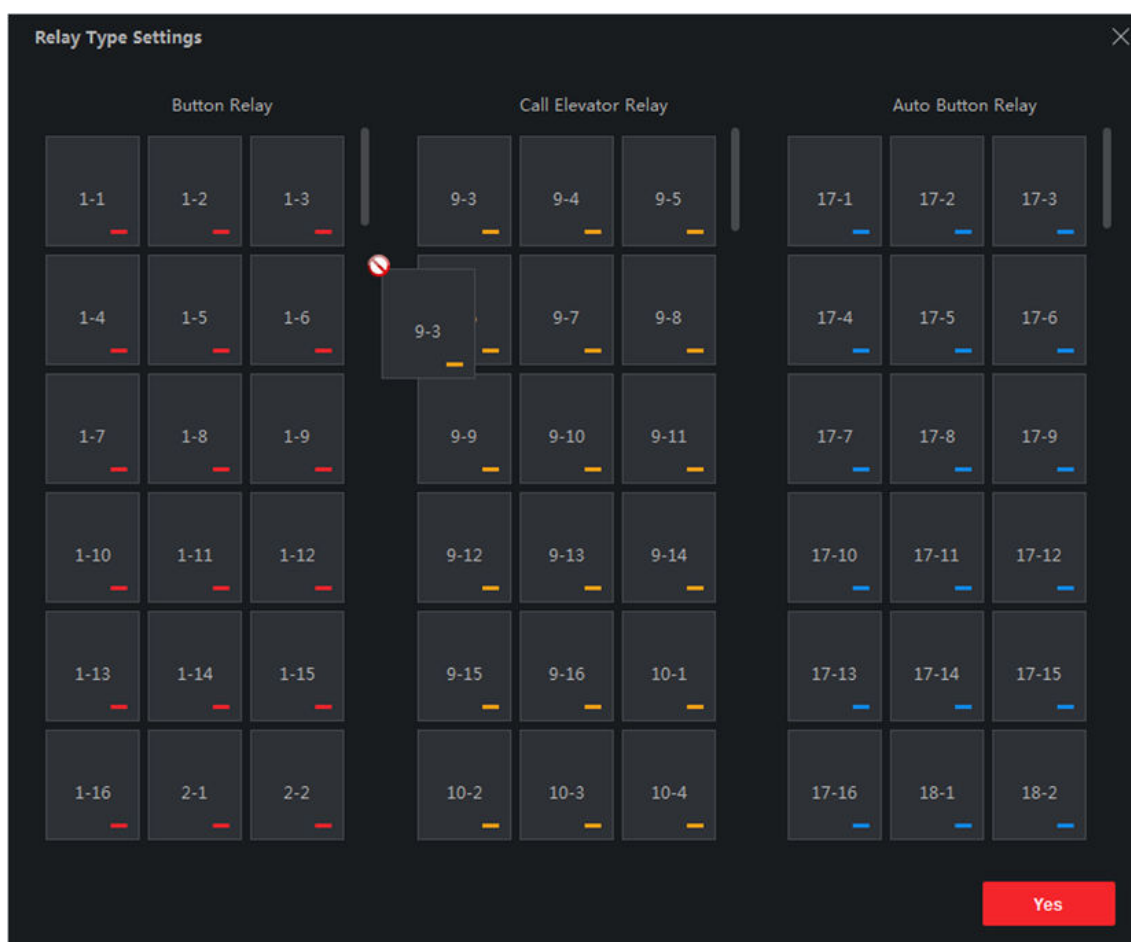 Relay Type Settings
Button Relay Call Elevator Relay Auto Button Relay
1-1 1-2 1-3 9-3 9-4 9-5 17-1 17-2 17-3
1-4 1-5 1-6 9-3 9-7 9-8 17-4 17-5 17-6
1-7 1-8 1-9 9-9 9-10 9-11 17-7 17-8 17-9
1-10 1-11 1-12 9-12 9-13 9-14 17-10 17-11 17-12
1-13 1-14 1-15 9-15 9-16 10-1 17-13 17-14 17-15
1-16 2-1 2-2 10-2 10-3 10-4 17-16 18-1 18-2
Yes